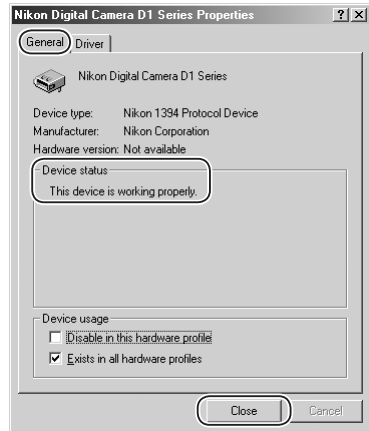 Nikon Digital Camera D1 Series Properties
General Driver
Nikon Digital Camera D1 Series
Device type: Nikon 1394 Protocol Device
Manufacturer: Nikon Corporation
Hardware version: Not available
Device status
This device is working properly.
Device usage
Disable in this hardware profile
Exists in all hardware profiles
Close Cancel